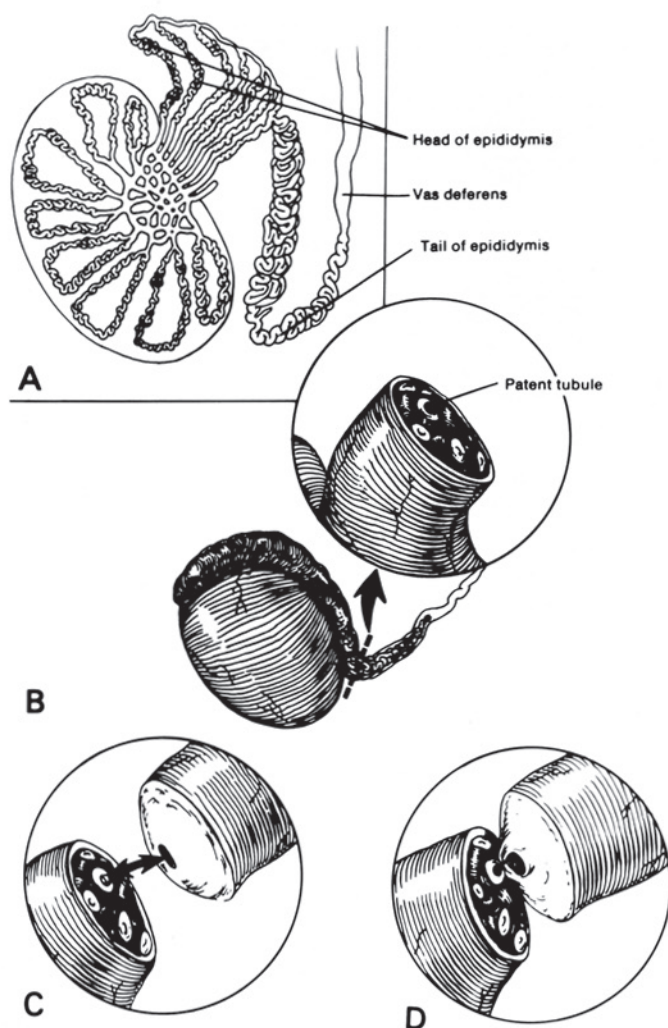 Head of epididymis
Vas deferens
Tail of epididymis
A
Patent tubule
B
C
D